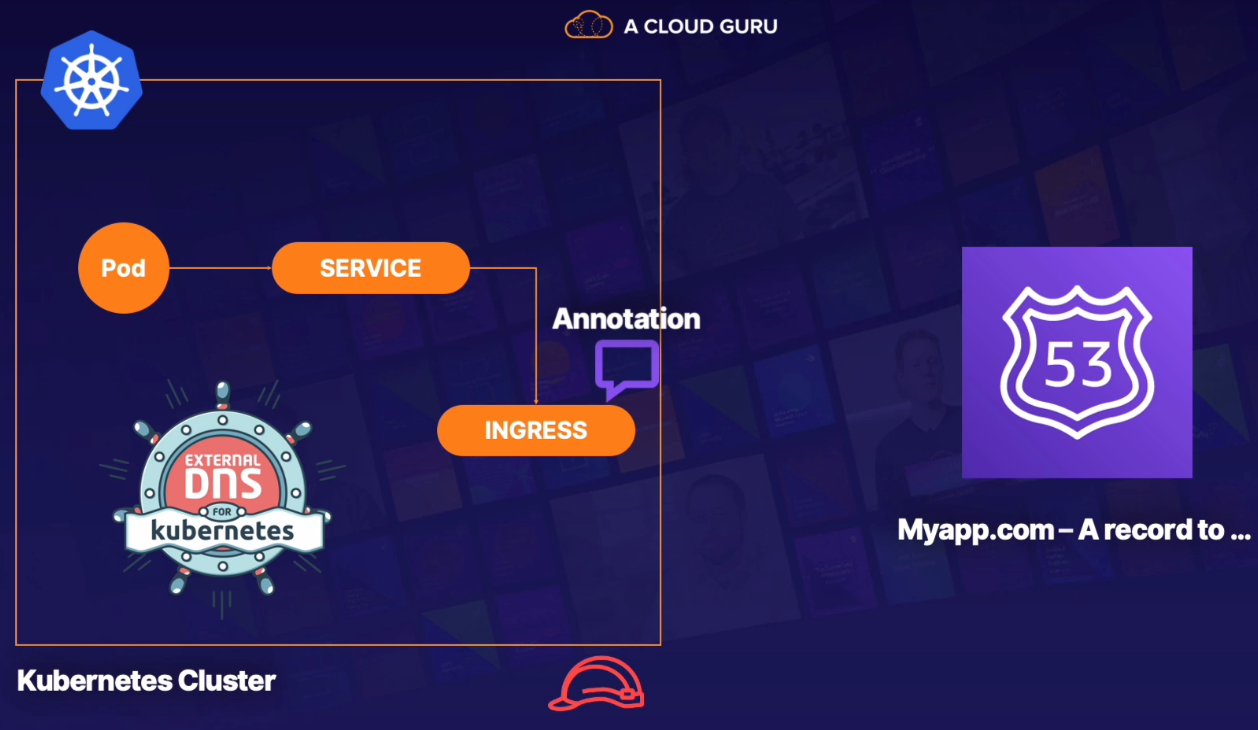 A CLOUD GURU
Pod
SERVICE
Annotation
INGRESS
53
EXTERNAL
DNS
FOR
kubernetes
Myapp.com – A record to ...
Kubernetes Cluster